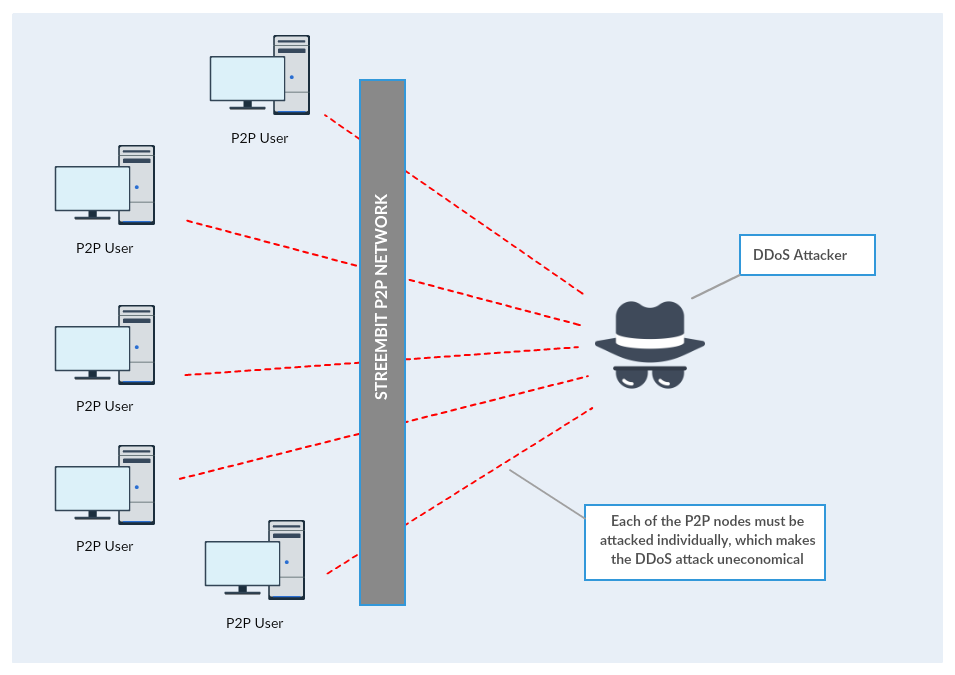 P2P User
P2P User
P2P User
P2P User
P2P User
STREEMBIT P2P NETWORK
DDoS Attacker
Each of the P2P nodes must be
attacked individually, which makes
the DDoS attack uneconomical